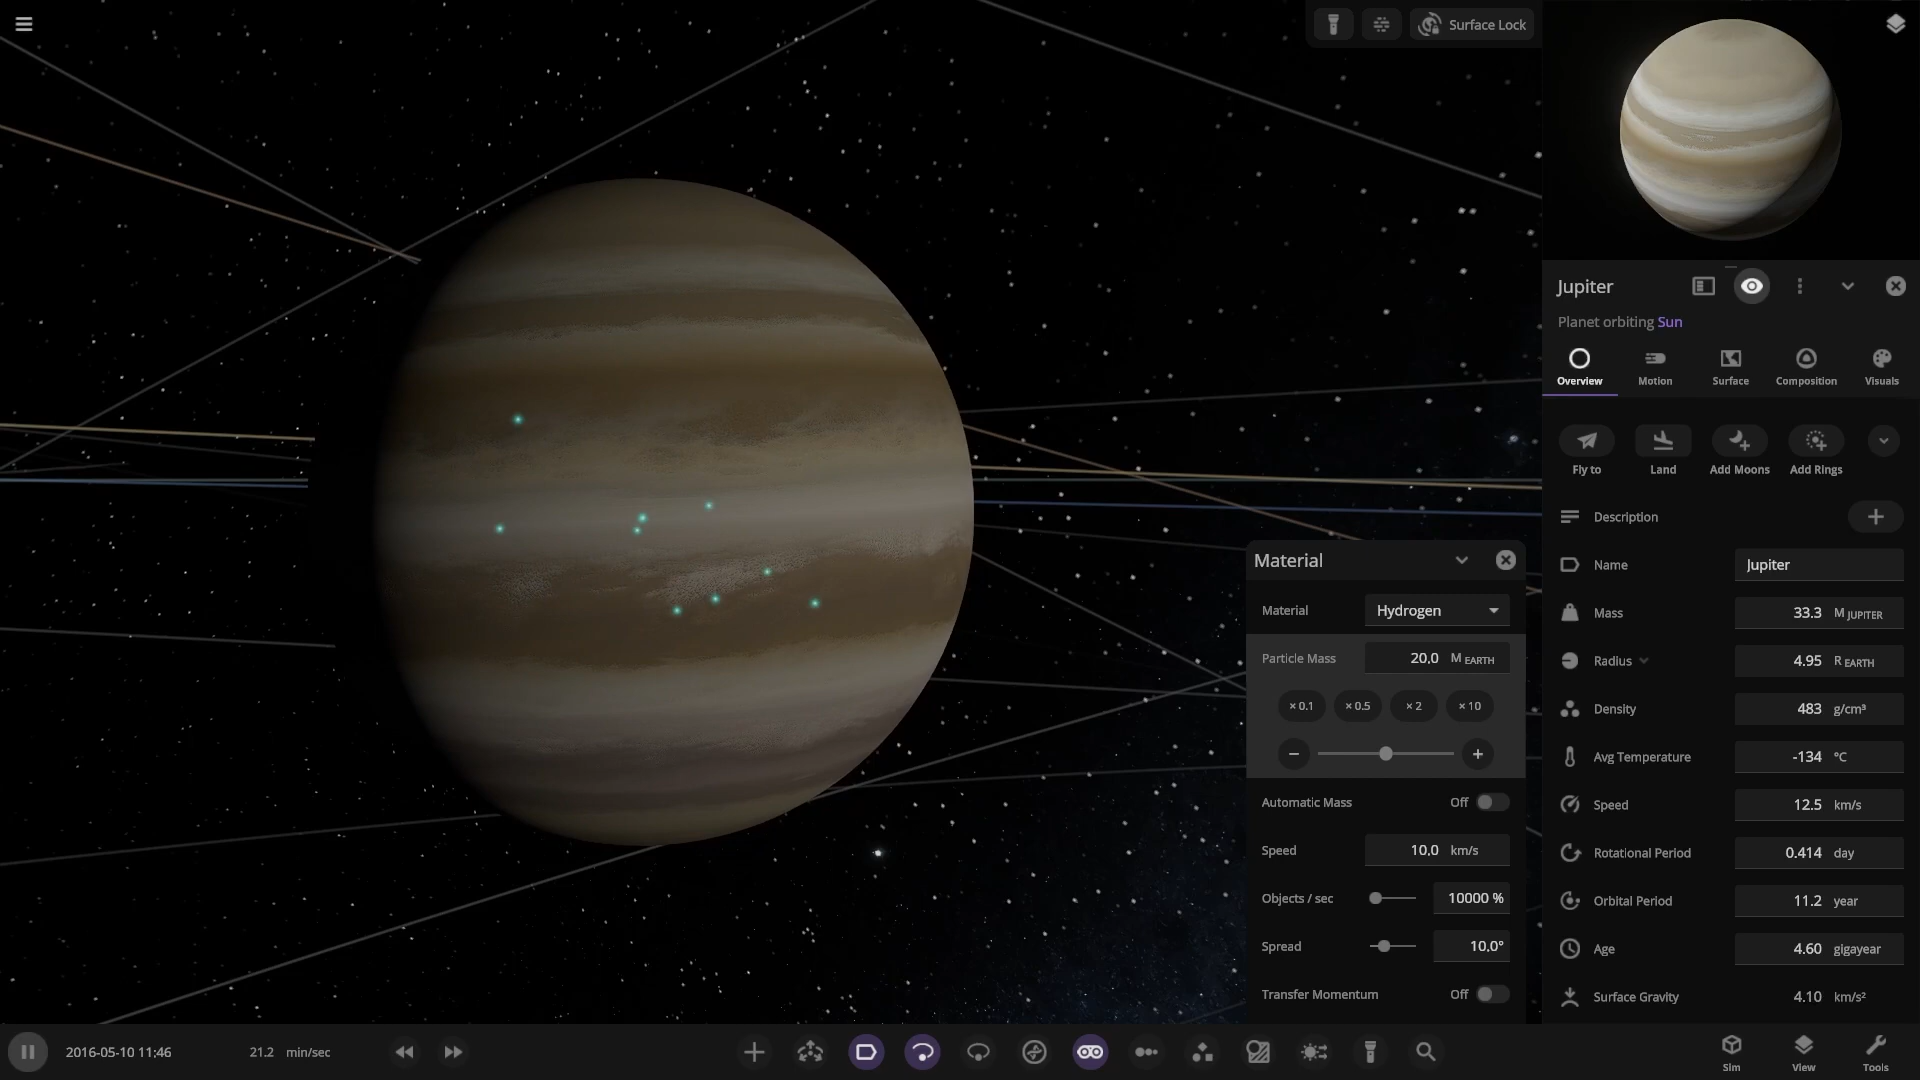 Surface Lock
Jupiter
Planet orbiting Sun
Overview
Motion
Surface
Composition
Visuals
Fly to
Land
Add Moons
Add Rings
Description
Name Jupiter
Mass 33.3 M JUPITER
Radius 4.95 R EARTH
Density 483 g/cm³
Avg Temperature -134 °C
Speed 12.5 km/s
Rotational Period 0.414 day
Orbital Period 11.2 year
Age 4.60 gigayear
Surface Gravity 4.10 km/s²
Material
Material Hydrogen
Particle Mass 20.0 M EARTH
× 0.1 × 0.5 × 2 × 10
Automatic Mass Off
Speed 10.0 km/s
Objects / sec 10000 %
Spread 10.0°
Transfer Momentum Off
2016-05-10 11:46
21.2 min/sec
Sim
View
Tools